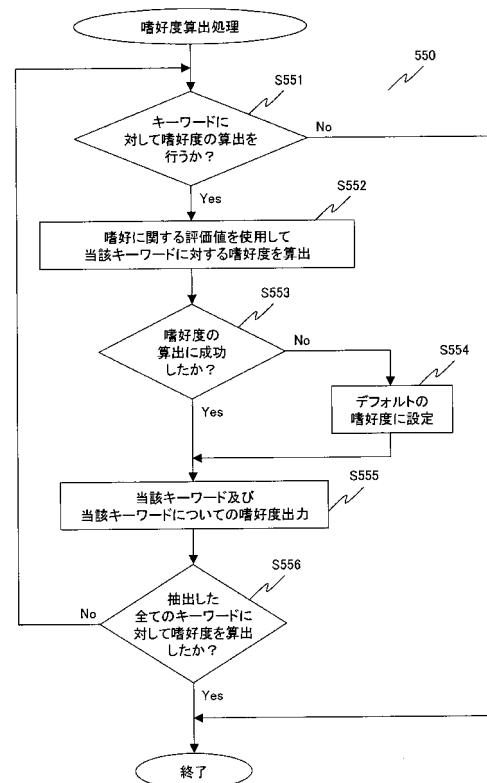 嗜好度算出処理
550
S551
キーワードに
対して嗜好度の算出を
行うか？
No
Yes
S552
嗜好に関する評価値を使用して
当該キーワードに対する嗜好度を算出
S553
嗜好度の
算出に成功
したか？
No
S554
デフォルトの
嗜好度に設定
Yes
S555
当該キーワード及び
当該キーワードについての嗜好度出力
S556
抽出した
全てのキーワードに
対して嗜好度を算出
したか？
No
Yes
終了